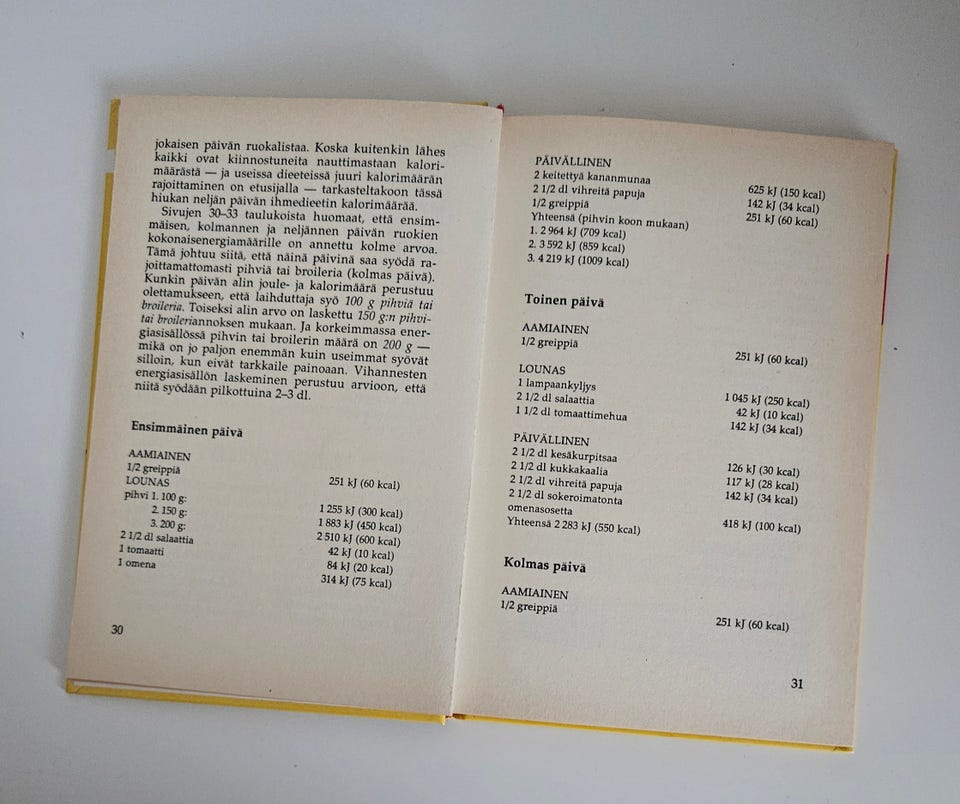 jokaisen päivän ruokalistaa. Koska kuitenkin lähes
kaikki ovat kiinnostuneita nauttimastaan kalori-
määrästä — ja useissa dieeteissä juuri kalorimäärän
rajoittaminen on etusijalla — tarkasteltakoon tässä
hiukan neljän päivän ihmedieetin kalorimäärää.
Sivujen 30–33 taulukoista huomaat, että ensim-
mäisen, kolmannen ja neljännen päivän ruokien
kokonaisenergiamäärille on annettu kolme arvoa.
Tämä johtuu siitä, että näinä päivinä saa syödä ra-
joittamattomasti pihviä tai broileria (kolmas päivä).
Kunkin päivän alin joule- ja kalorimäärä perustuu
olettamukseen, että laihduttaja syö 100 g pihviä tai
broileria. Toiseksi alin arvo on laskettu 150 g:n pihvi-
tai broileriannoksen mukaan. Ja korkeimmassa ener-
giasisällössä pihvin tai broilerin määrä on 200 g —
mikä on jo paljon enemmän kuin useimmat syövät
silloin, kun eivät tarkkaile painoaan. Vihannesten
energiasisällön laskeminen perustuu arvioon, että
niitä syödään pilkottuina 2–3 dl.
Ensimmäinen päivä
AAMIAINEN
1/2 greippiä 251 kJ (60 kcal)
LOUNAS
pihvi 1. 100 g: 1 255 kJ (300 kcal)
2. 150 g: 1 883 kJ (450 kcal)
3. 200 g: 2 510 kJ (600 kcal)
2 1/2 dl salaattia 42 kJ (10 kcal)
1 tomaatti 84 kJ (20 kcal)
1 omena 314 kJ (75 kcal)
30
PÄIVÄLLINEN
2 keitettyä kananmunaa 625 kJ (150 kcal)
2 1/2 dl vihreitä papuja 142 kJ (34 kcal)
1/2 greippiä 251 kJ (60 kcal)
Yhteensä (pihvin koon mukaan)
1. 2 964 kJ (709 kcal)
2. 3 592 kJ (859 kcal)
3. 4 219 kJ (1009 kcal)
Toinen päivä
AAMIAINEN
1/2 greippiä 251 kJ (60 kcal)
LOUNAS
1 lampaankyljys 1 045 kJ (250 kcal)
2 1/2 dl salaattia 42 kJ (10 kcal)
1 1/2 dl tomaattimehua 142 kJ (34 kcal)
PÄIVÄLLINEN
2 1/2 dl kesäkurpitsaa 126 kJ (30 kcal)
2 1/2 dl kukkakaalia 117 kJ (28 kcal)
2 1/2 dl vihreitä papuja 142 kJ (34 kcal)
2 1/2 dl sokeroimatonta
omenasosetta 418 kJ (100 kcal)
Yhteensä 2 283 kJ (550 kcal)
Kolmas päivä
AAMIAINEN
1/2 greippiä 251 kJ (60 kcal)
31